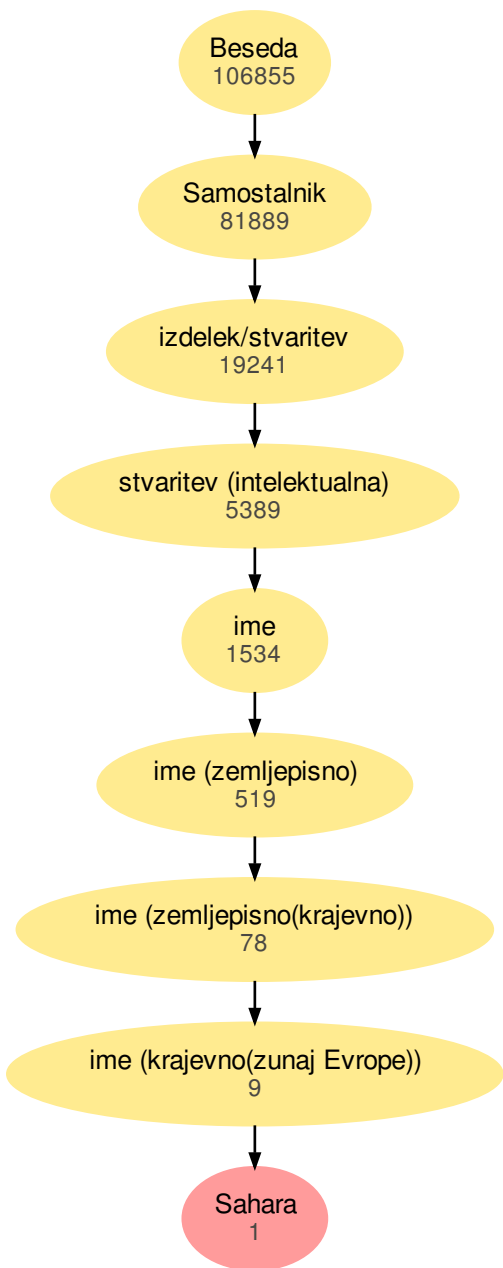 Beseda
106855
Samostalnik
81889
izdelek/stvaritev
19241
stvaritev (intelektualna)
5389
ime
1534
ime (zemljepisno)
519
ime (zemljepisno(krajevno))
78
ime (krajevno(zunaj Evrope))
9
Sahara
1